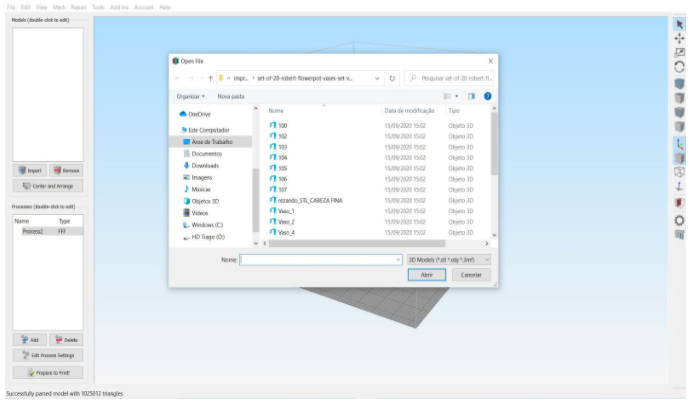 File Edit View Mesh Repair Tools Add-ins Account Help
Models (double-click to edit)
Import Remove
Center and Arrange
Processes (double-click to edit)
Name Type
Process2 FFF
Add Delete
Edit Process Settings
Prepare to Print!
Successfully parsed model with 1025012 triangles
Open File
« Impr... > set-of-20-robert-flowerpot-vases-set v...
Pesquisar set-of-20-robert-fl...
Organizar Nova pasta
OneDrive
Este Computador
Área de Trabalho
Documentos
Downloads
Imagens
Músicas
Objetos 3D
Vídeos
Windows (C:)
HD Tiago (D:)
Nome Data de modificação Tipo
100 15/09/2020 15:02 Objeto 3D
102 15/09/2020 15:02 Objeto 3D
103 15/09/2020 15:02 Objeto 3D
104 15/09/2020 15:02 Objeto 3D
105 15/09/2020 15:02 Objeto 3D
106 15/09/2020 15:02 Objeto 3D
107 15/09/2020 15:02 Objeto 3D
rezando_STL_CABEZA FINA 15/09/2020 15:02 Objeto 3D
Vaso_1 15/09/2020 15:02 Objeto 3D
Vaso_2 15/09/2020 15:02 Objeto 3D
Vaso_4 15/09/2020 15:02 Objeto 3D
Nome:
3D Models (*.stl *.obj *.3mf)
Abrir Cancelar